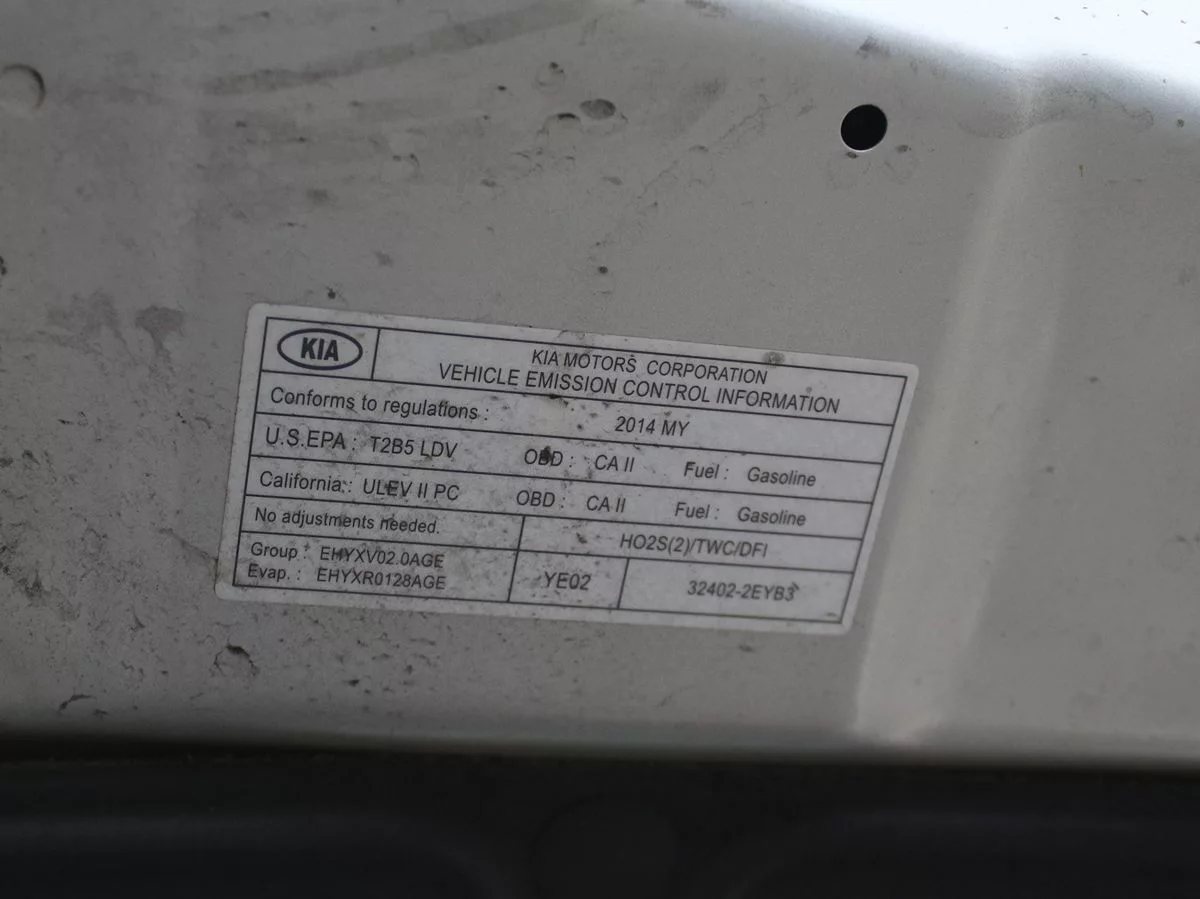 KIA
KIA MOTORS CORPORATION
VEHICLE EMISSION CONTROL INFORMATION
Conforms to regulations : 2014 MY
U.S.EPA : T2B5 LDV OBD : CA II Fuel : Gasoline
California : ULEV II PC OBD : CA II Fuel : Gasoline
No adjustments needed. HO2S(2)/TWC/DFI
Group : EHYXV02.0AGE
Evap. : EHYXR0128AGE
YE02
32402-2EYB3